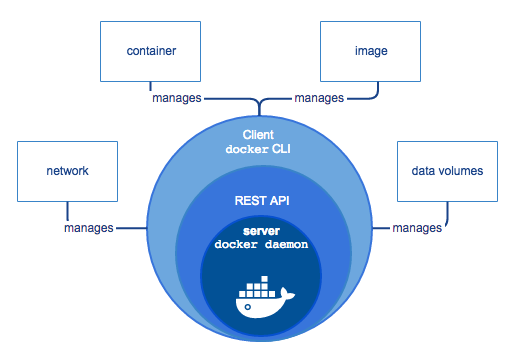 container
image
manages
manages
Client
docker CLI
network
data volumes
REST API
manages
manages
server
docker daemon